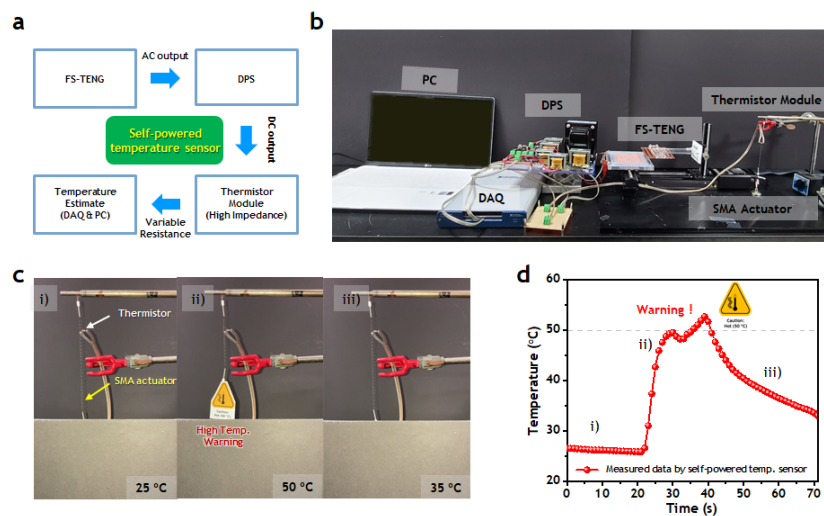 a
FS-TENG
AC output
DPS
Self-powered
temperature sensor
DC output
Temperature
Estimate
(DAQ & PC)
Variable
Resistance
Thermistor
Module
(High Impedance)
b
PC
DPS
Thermistor Module
FS-TENG
DAQ
SMA Actuator
c
i)
Thermistor
SMA actuator
25 °C
ii)
High Temp.
Warning
50 °C
iii)
35 °C
d
Warning !
Caution:
Hot (50 °C)
ii)
iii)
i)
Temperature (°C)
60
50
40
30
20
Measured data by self-powered temp. sensor
0 10 20 30 40 50 60 70
Time (s)